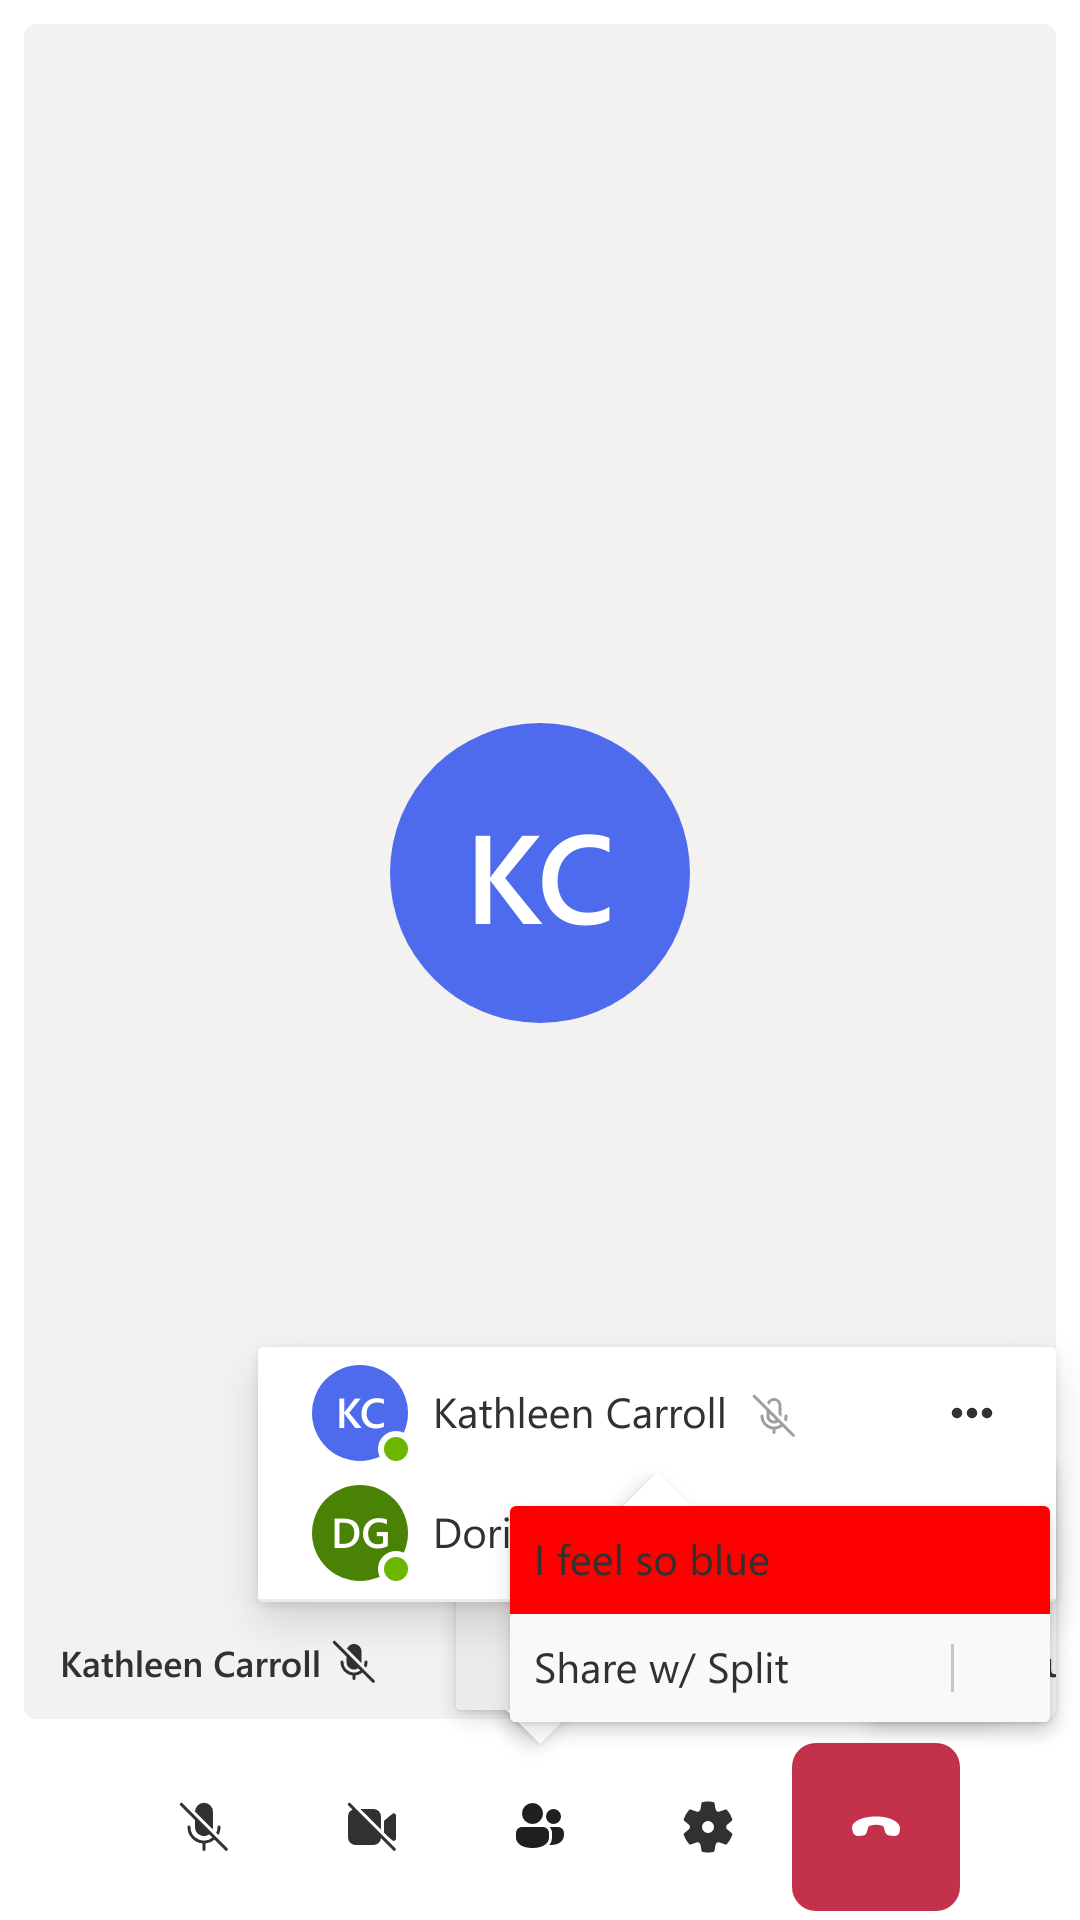 KC
KC Kathleen Carroll
DG Dori
I feel so blue
Share w/ Split
Kathleen Carroll